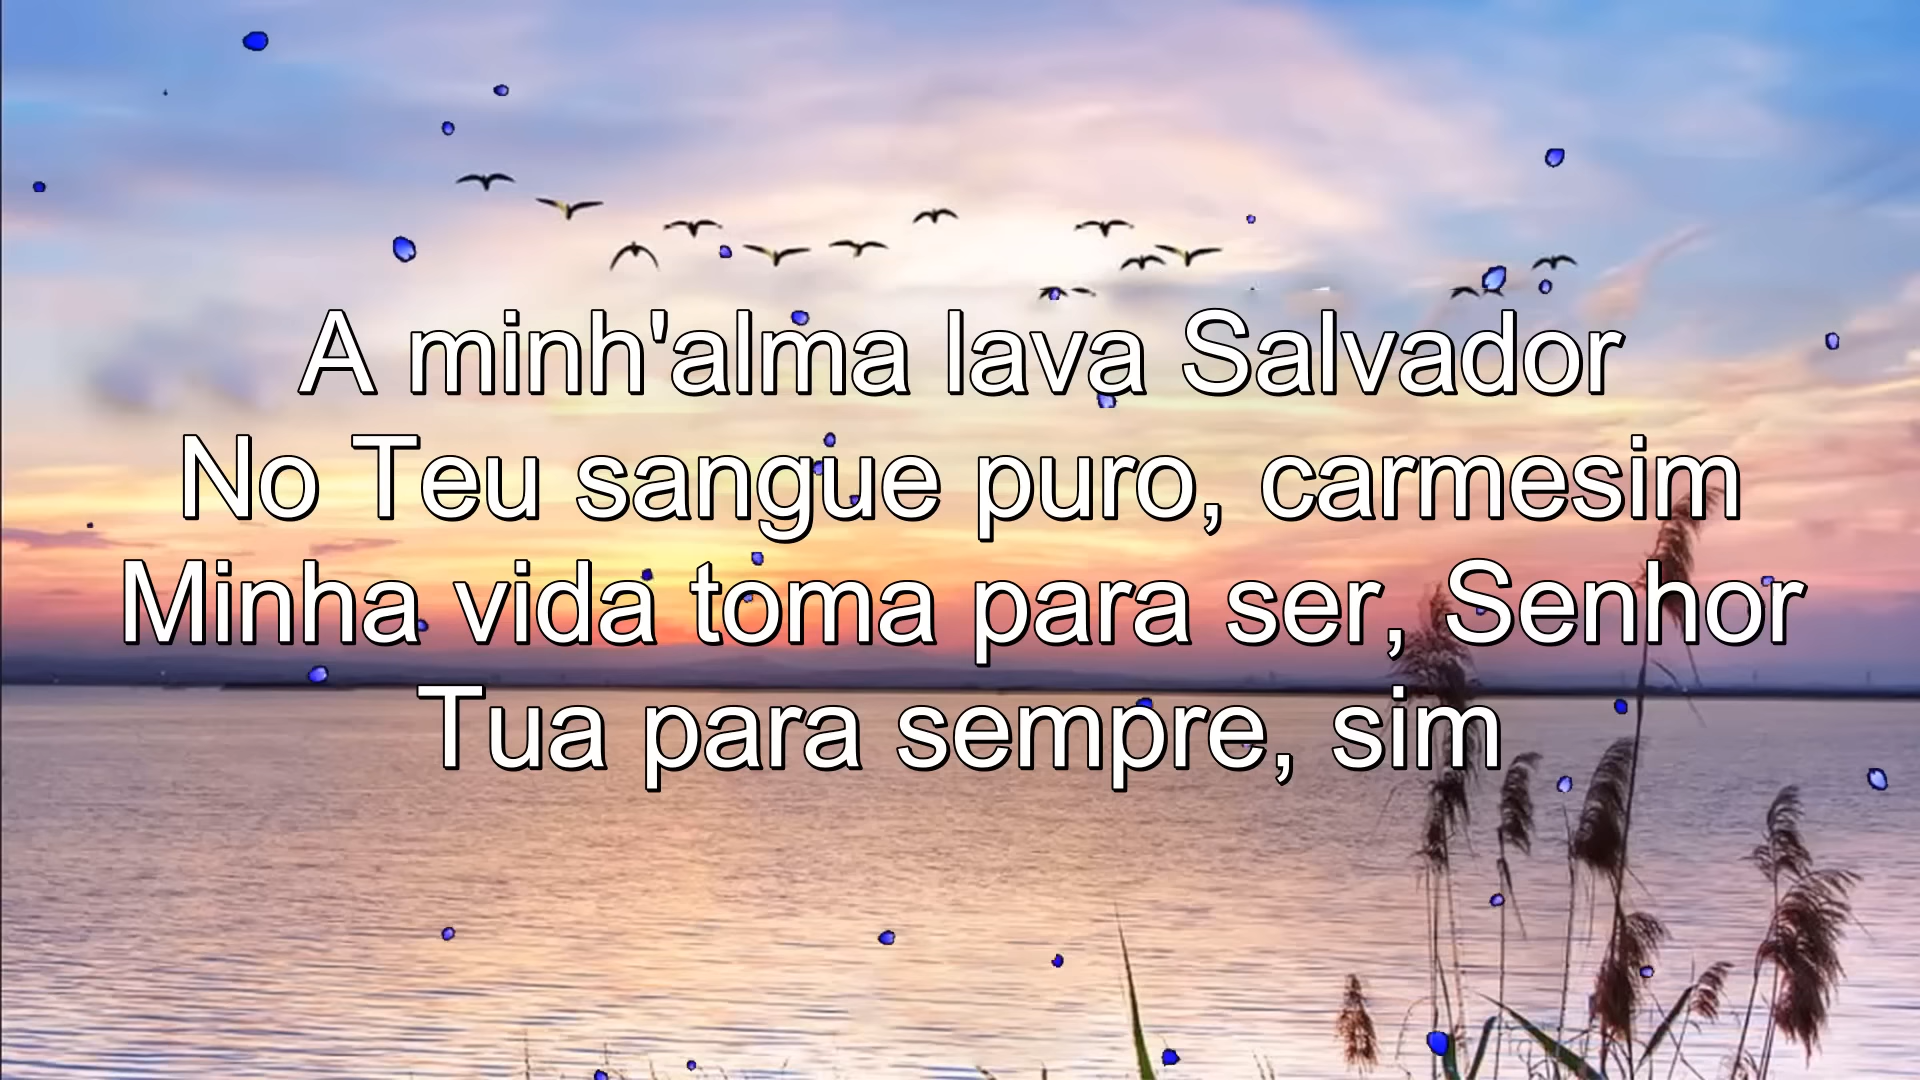 A minh'alma lava Salvador
No Teu sangue puro, carmesim
Minha vida toma para ser, Senhor
Tua para sempre, sim